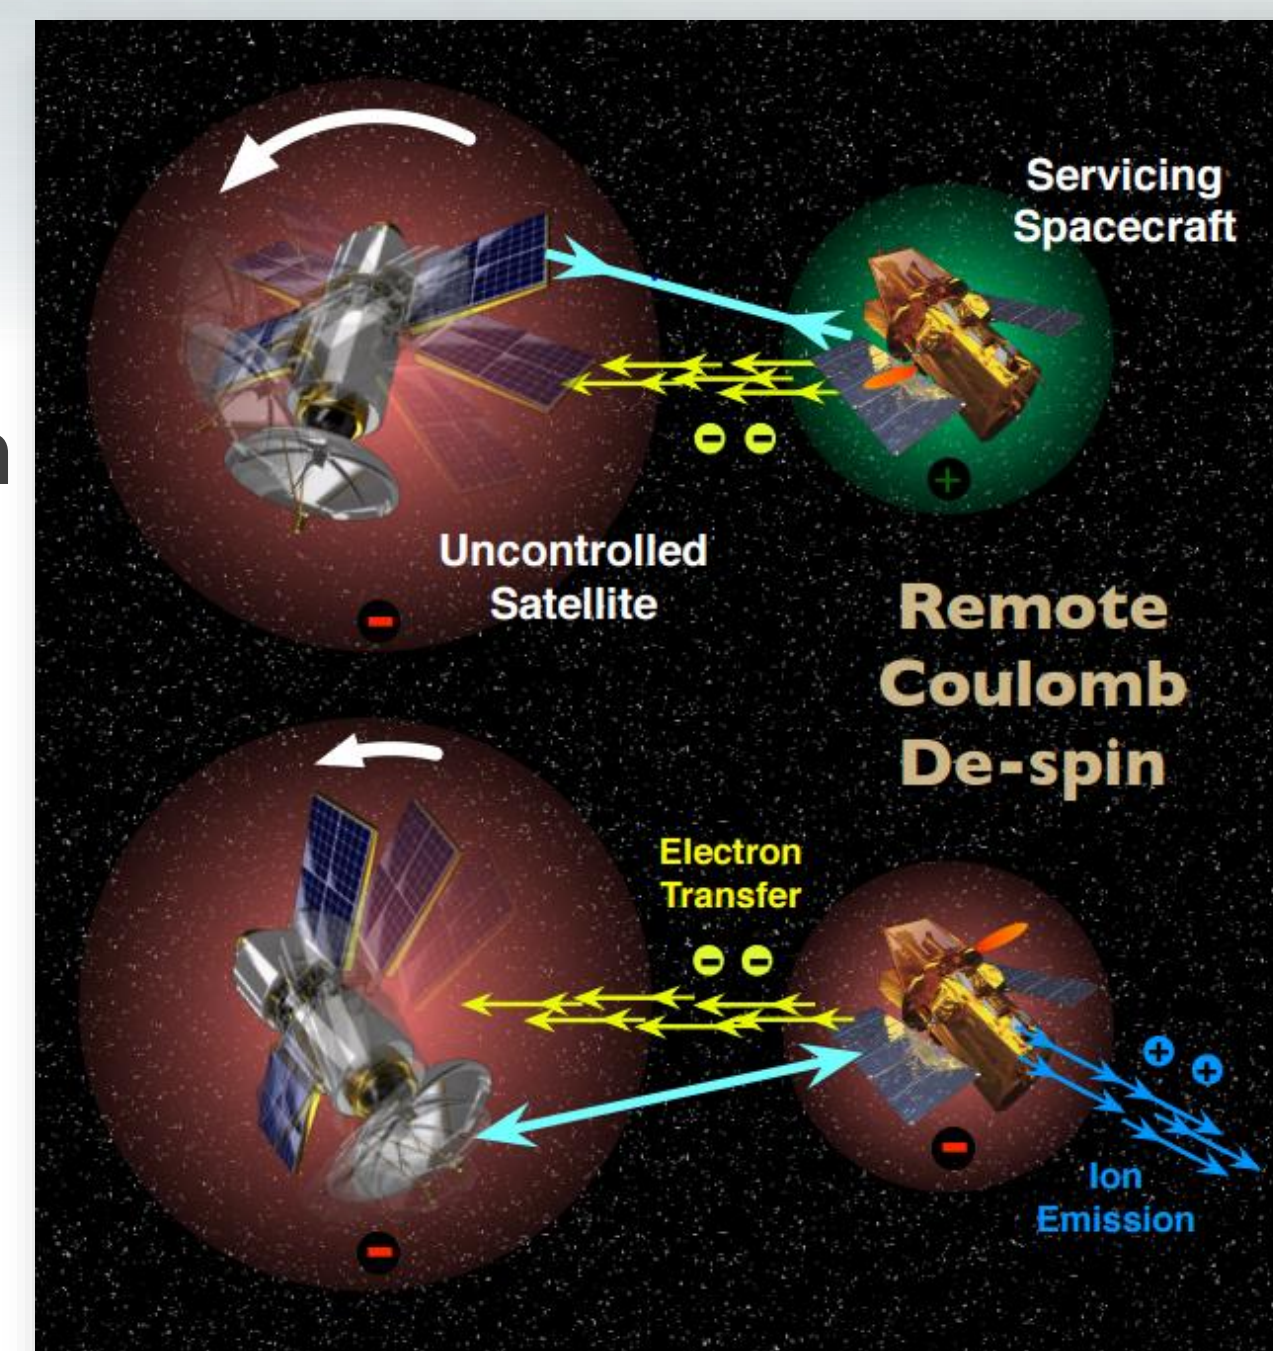 Servicing
Spacecraft
Uncontrolled
Satellite
Remote
Coulomb
De-spin
Electron
Transfer
Ion
Emission